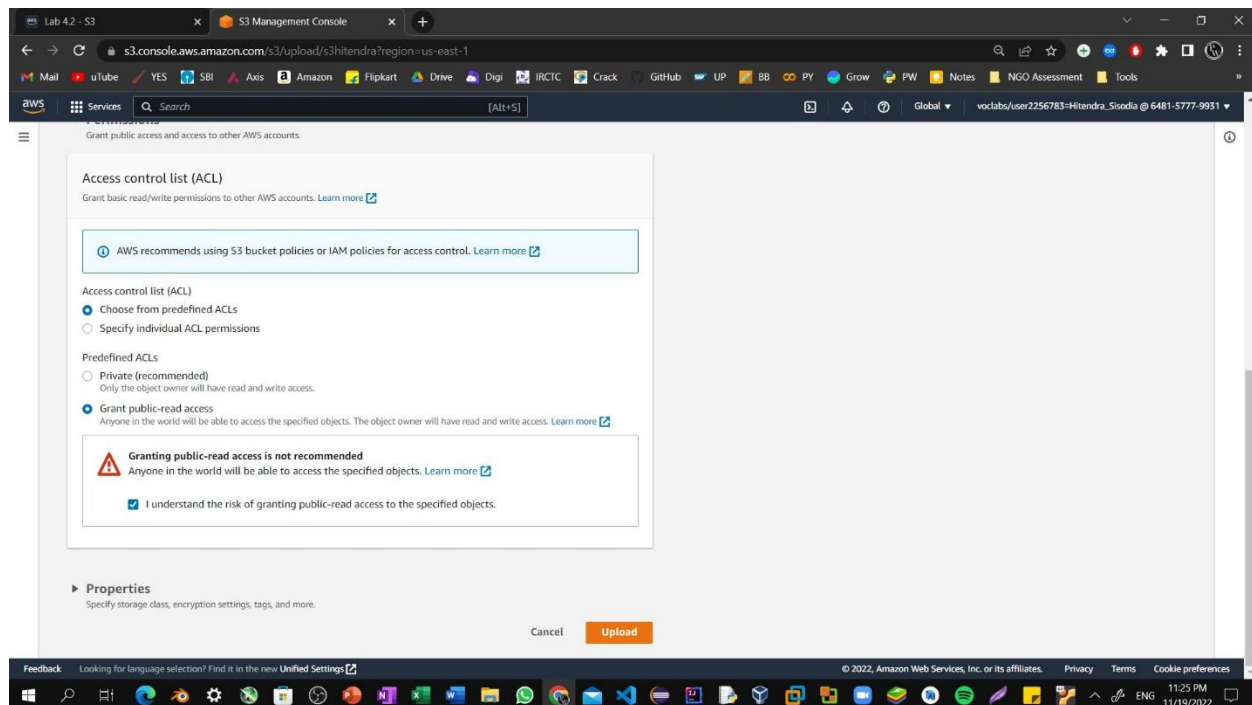 Lab 4.2 - S3
S3 Management Console
s3.console.aws.amazon.com/s3/upload/s3hitendra?region=us-east-1
Mail uTube YES SBI Axis Amazon Flipkart Drive Digi IRCTC Crack GitHub UP BB PY Grow PW Notes NGO Assessment Tools »
aws Services Search [Alt+S] Global voclabs/user2256783=Hitendra_Sisodia @ 6481-5777-9931
Permissions
Grant public access and access to other AWS accounts.
Access control list (ACL)
Grant basic read/write permissions to other AWS accounts. Learn more
AWS recommends using S3 bucket policies or IAM policies for access control. Learn more
Access control list (ACL)
Choose from predefined ACLs
Specify individual ACL permissions
Predefined ACLs
Private (recommended)
Only the object owner will have read and write access.
Grant public-read access
Anyone in the world will be able to access the specified objects. The object owner will have read and write access. Learn more
Granting public-read access is not recommended
Anyone in the world will be able to access the specified objects. Learn more
I understand the risk of granting public-read access to the specified objects.
Properties
Specify storage class, encryption settings, tags, and more.
Cancel Upload
Feedback Looking for language selection? Find it in the new Unified Settings © 2022, Amazon Web Services, Inc. or its affiliates. Privacy Terms Cookie preferences
ENG 11:25 PM
11/19/2022